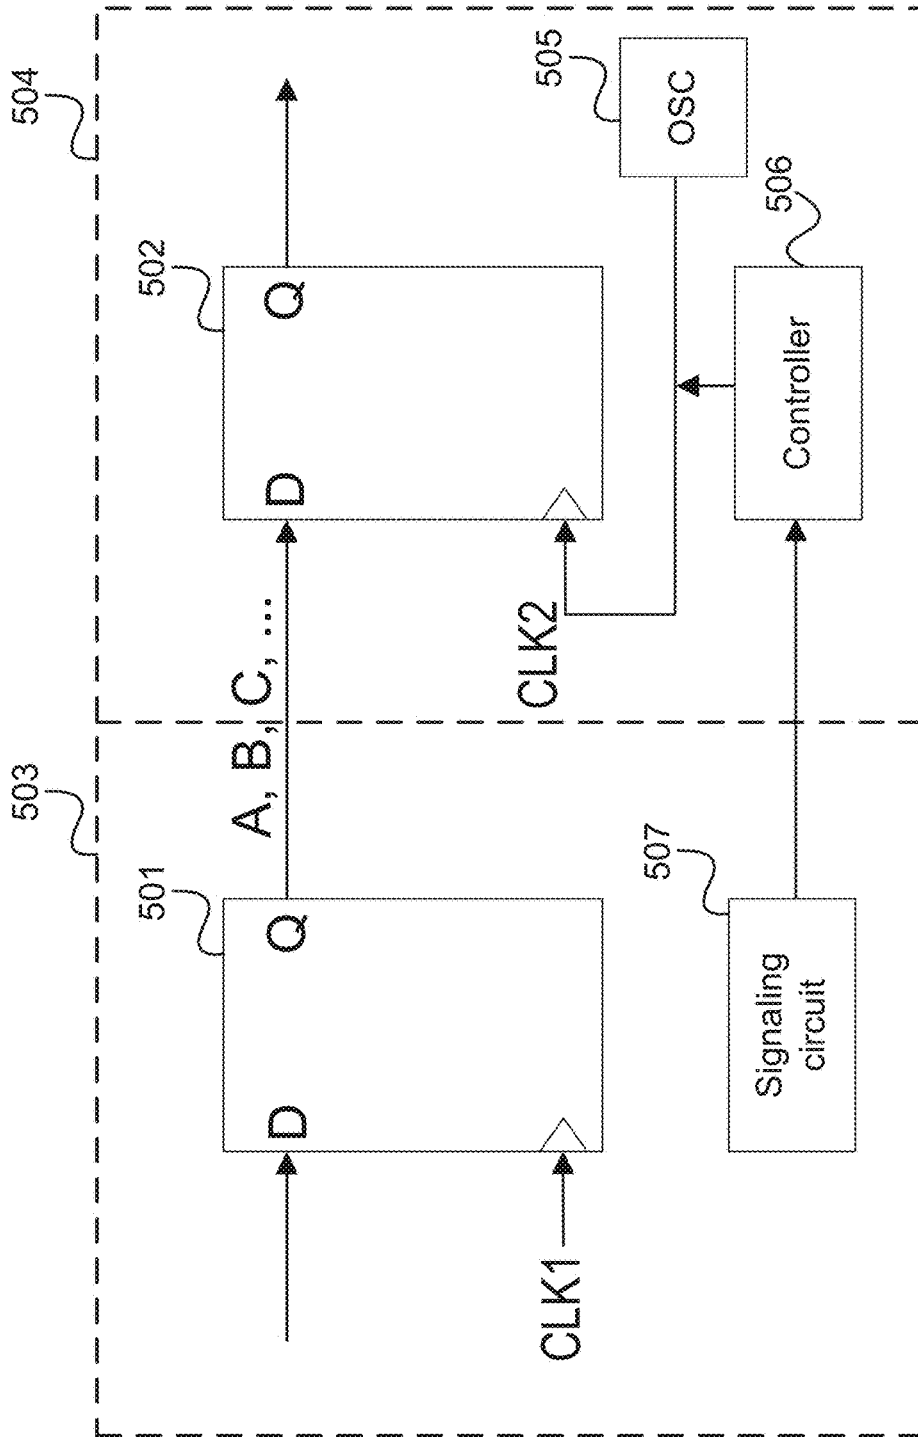 503
504
501
502
505
D
Q
A, B, C, ...
D
Q
OSC
CLK1
CLK2
507
506
Signaling
circuit
Controller